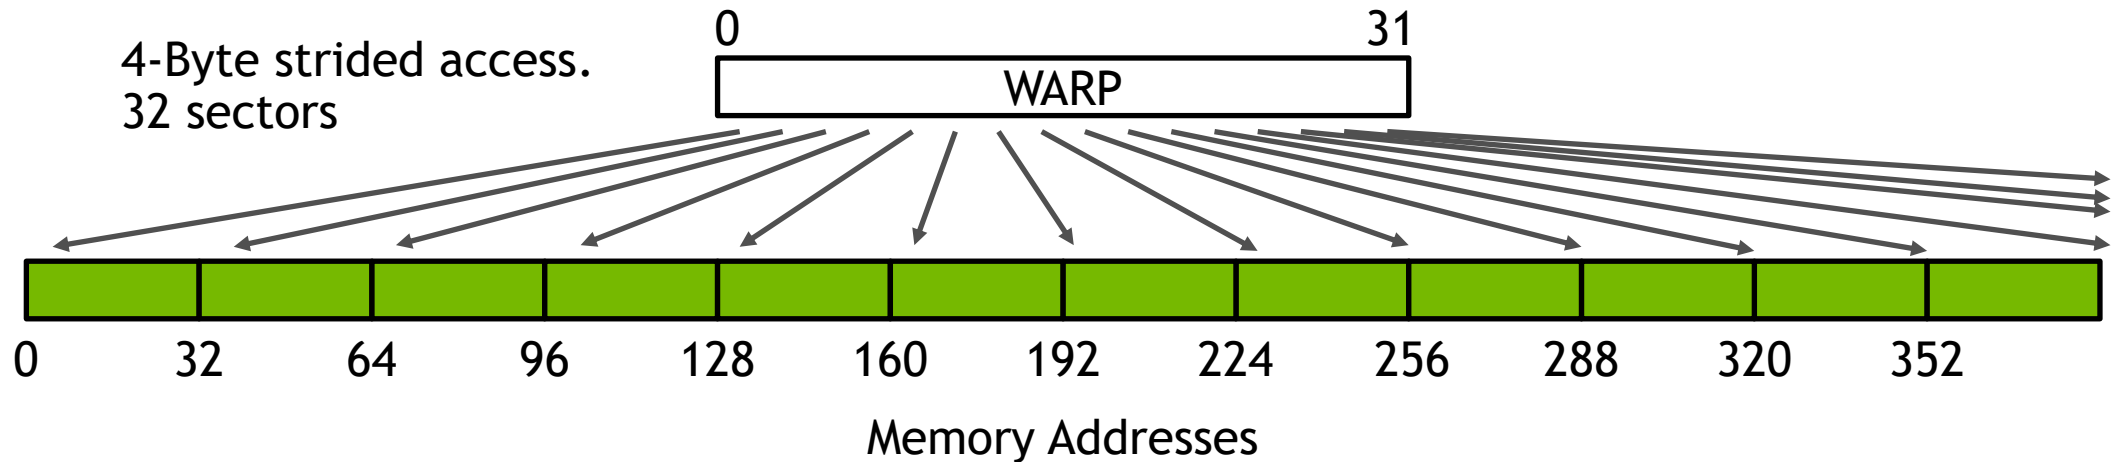 0 31
4-Byte strided access.
32 sectors
WARP
0 32 64 96 128 160 192 224 256 288 320 352
Memory Addresses